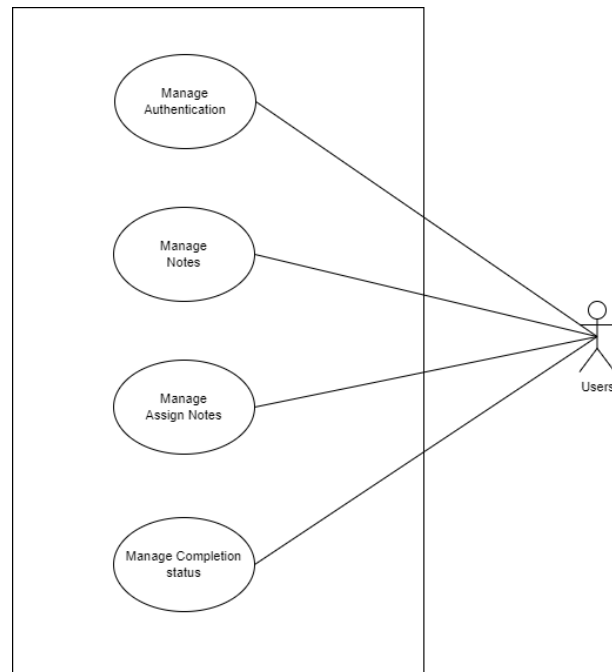 Manage
Authentication
Manage
Notes
Users
Manage
Assign Notes
Manage Completion
status